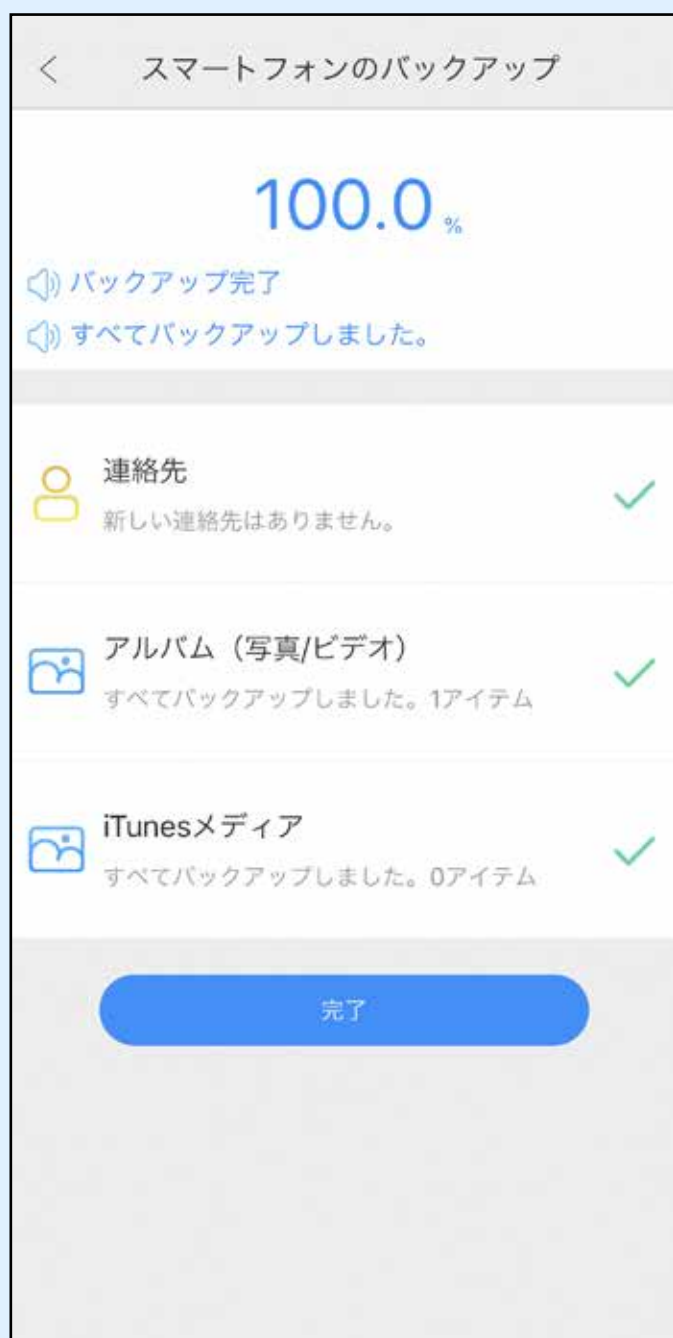 スマートフォンのバックアップ
100.0 %
バックアップ完了
すべてバックアップしました。
連絡先
新しい連絡先はありません。
アルバム（写真/ビデオ）
すべてバックアップしました。1アイテム
iTunesメディア
すべてバックアップしました。0アイテム
完了